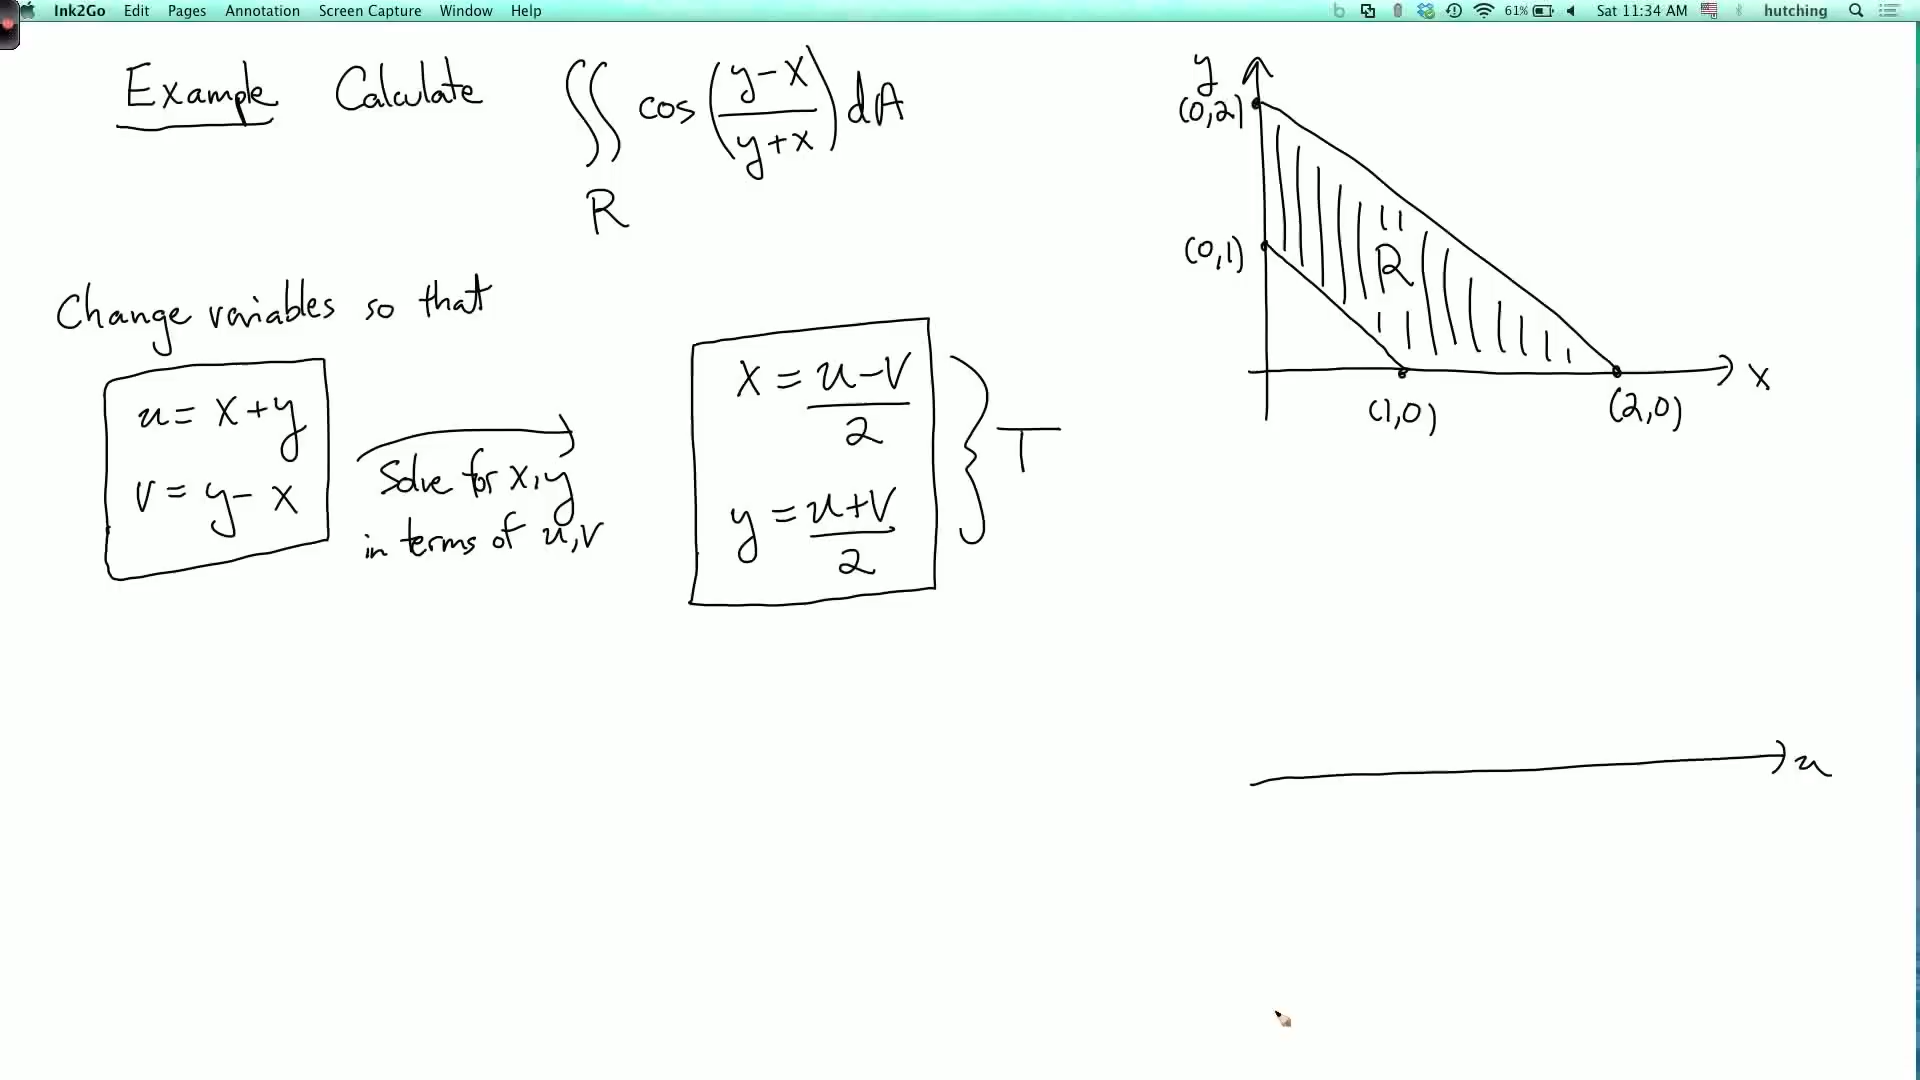 Ink2Go Edit Pages Annotation Screen Capture Window Help 61% Sat 11:34 AM hutching
Example Calculate ∬_R cos((y-x)/(y+x)) dA
Change variables so that
u = x+y
v = y-x
Solve for x,y
in terms of u,v
x = (u-v)/2
y = (u+v)/2
T
y
(0,2)
(0,1)
R
x
(1,0) (2,0)
u